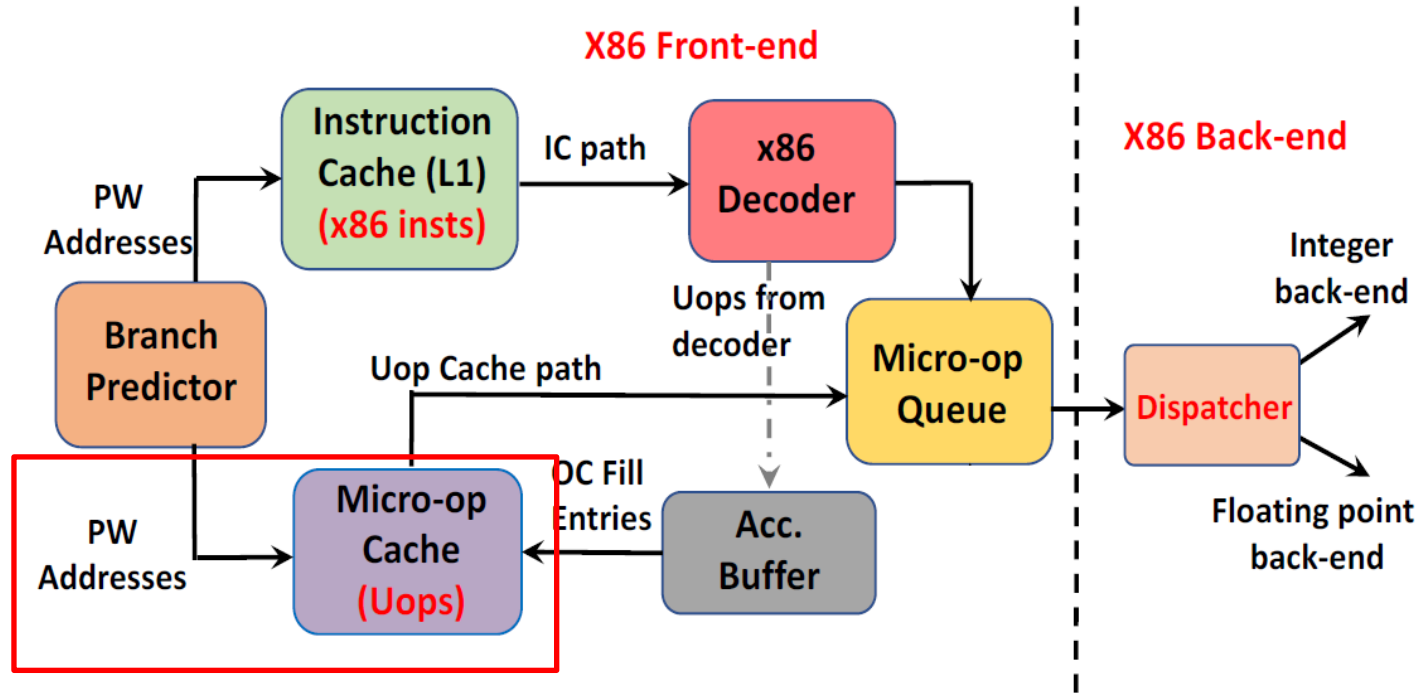 X86 Front-end
X86 Back-end
Instruction
Cache (L1)
(x86 insts)
IC path
x86
Decoder
PW
Addresses
Integer
back-end
Branch
Predictor
Uops from
decoder
Uop Cache path
Micro-op
Queue
Dispatcher
PW
Addresses
Micro-op
Cache
(Uops)
OC Fill
Entries
Acc.
Buffer
Floating point
back-end